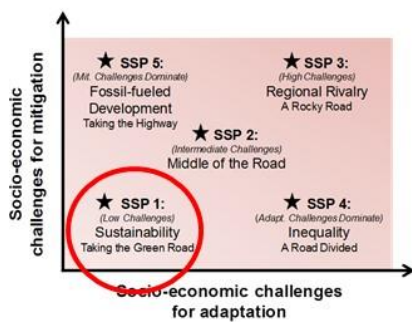 Socio-economic
challenges for mitigation
★ SSP 5:
(Mit. Challenges Dominate)
Fossil-fueled
Development
Taking the Highway
★ SSP 3:
(High Challenges)
Regional Rivalry
A Rocky Road
★ SSP 2:
(Intermediate Challenges)
Middle of the Road
★ SSP 1:
(Low Challenges)
Sustainability
Taking the Green Road
★ SSP 4:
(Adapt. Challenges Dominate)
Inequality
A Road Divided
Socio-economic challenges
for adaptation